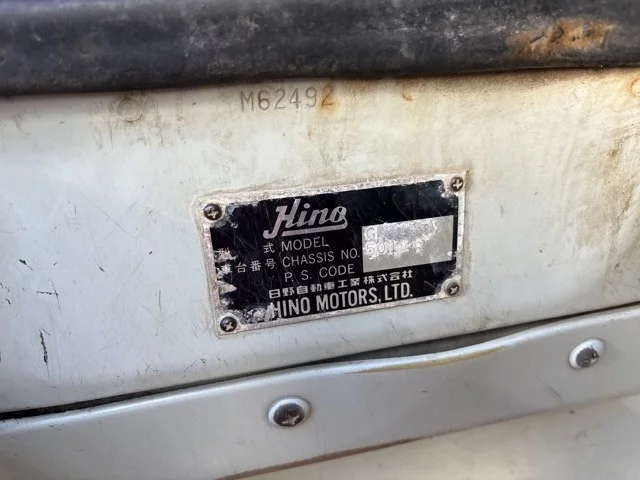 M62492
Hino
型式 MODEL
車台番号 CHASSIS NO.
P. S. CODE
日野自動車工業株式会社
HINO MOTORS, LTD.